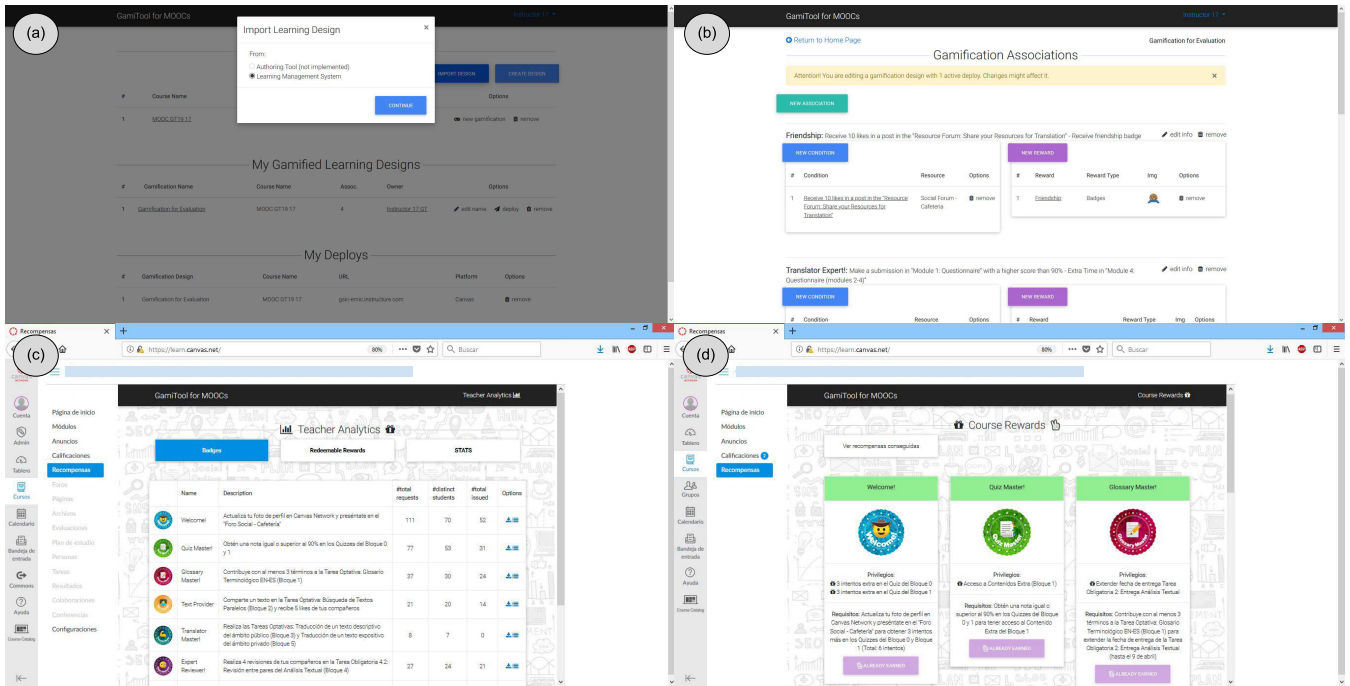 (a)
GamiTool for MOOCs
Instructor 17
Import Learning Design
×
From:
Authoring Tool (not implemented)
Learning Management System
CONTINUE
IMPORT DESIGN
CREATE DESIGN
# Course Name Options
1 MOOC GT19 17 new gamification remove
My Gamified Learning Designs
# Gamification Name Course Name Assoc. Owner Options
1 Gamification for Evaluation MOOC GT19 17 4 Instructor 17 GT edit name deploy remove
My Deploys
# Gamification Design Course Name URL Platform Options
1 Gamification for Evaluation MOOC GT19 17 Canvas remove
(b)
GamiTool for MOOCs
Instructor 17
Return to Home Page
Gamification for Evaluation
Gamification Associations
Attention! You are editing a gamification design with 1 active deploy. Changes might affect it. ×
NEW ASSOCIATION
Friendship: Receive 10 likes in a post in the "Resource Forum: Share your Resources for Translation" - Receive friendship badge edit info remove
NEW CONDITION
# Condition Resource Options
1 Receive 10 likes in a post in the "Resource Social Forum - remove
Forum: Share your Resources for Cafeteria
Translation"
NEW REWARD
# Reward Reward Type Img Options
1 Friendship Badges remove
Translator Expert!: Make a submission in "Module 1: Questionnaire" with a higher score than 90% - Extra Time in "Module 4: edit info remove
Questionnaire (modules 2-4)"
NEW CONDITION
NEW REWARD
# Condition Resource Options
# Reward Reward Type Img Options
(c)
Recompensas
https://learn.canvas.net/
80%
Buscar
Cuenta
Admin
Tablero
Cursos
Calendario
Bandeja de
entrada
Commons
Ayuda
Course Catalog
Página de inicio
Módulos
Anuncios
Calificaciones
Recompensas
Foros
Páginas
Archivos
Evaluaciones
Plan de estudio
Personas
Tareas
Resultados
Colaboraciones
Conferencias
Configuraciones
GamiTool for MOOCs
Teacher Analytics
Teacher Analytics
Badges
Redeemable Rewards
STATS
Name Description #total requests #distinct students #total issued Options
Welcome! Actualiza tu foto de perfil en Canvas Network y preséntate en el 111 70 52
"Foro Social - Cafetería"
Quiz Master! Obtén una nota igual o superior al 90% en los Quizzes del Bloque 0 77 53 31
y 1
Glossary Master! Contribuye con al menos 3 términos a la Tarea Optativa: Glosario 37 30 24
Terminológico EN-ES (Bloque 1)
Text Provider Comparte un texto en la Tarea Optativa: Búsqueda de Textos 21 20 14
Paralelos (Bloque 2) y recibe 5 likes de tus compañeros
Translator Master! Realiza las Tareas Optativas: Traducción de un texto descriptivo 8 7 0
del ámbito público (Bloque 3) y Traducción de un texto expositivo
del ámbito privado (Bloque 5)
Expert Reviewer! Realiza 4 revisiones de tus compañeros en la Tarea Obligatoria 4.2: 27 24 21
Revisión entre pares del Análisis Textual (Bloque 4)
(d)
Recompensas
https://learn.canvas.net/
80%
Buscar
Cuenta
Tablero
Cursos
Grupos
Calendario
Bandeja de
entrada
Ayuda
Course Catalog
Página de inicio
Módulos
Anuncios
Calificaciones
Recompensas
GamiTool for MOOCs
Course Rewards
Course Rewards
Ver recompensas conseguidas
Welcome!
Welcome!
Privilegios:
3 intentos extra en el Quiz del Bloque 0
3 intentos extra en el Quiz del Bloque 1
Requisitos: Actualiza tu foto de perfil en
Canvas Network y preséntate en el "Foro
Social - Cafetería" para obtener 3 intentos
más en los Quizzes del Bloque 0 y Bloque
1 (Total: 6 intentos)
ALREADY EARNED
Quiz Master!
Quiz Master!
Privilegios:
Acceso a Contenidos Extra (Bloque 1)
Requisitos: Obtén una nota igual o
superior al 90% en los Quizzes del Bloque
0 y 1 para tener acceso al Contenido
Extra del Bloque 1
ALREADY EARNED
Glossary Master!
Glossary Master!
Privilegios:
Extender fecha de entrega Tarea
Obligatoria 2: Entrega Análisis Textual
Requisitos: Contribuye con al menos 3
términos a la Tarea Optativa: Glosario
Terminológico EN-ES (Bloque 1) para
extender la fecha de entrega de la Tarea
Obligatoria 2: Entrega Análisis Textual
(hasta el 9 de abril)
ALREADY EARNED